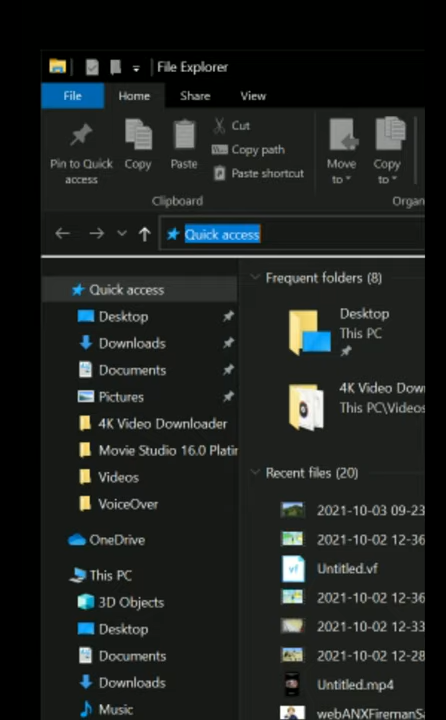 File Explorer
File Home Share View
Pin to Quick access
Copy
Paste
Cut
Copy path
Paste shortcut
Move to
Copy to
Clipboard
Organ
Quick access
Quick access
Desktop
Downloads
Documents
Pictures
4K Video Downloader
Movie Studio 16.0 Platin
Videos
VoiceOver
OneDrive
This PC
3D Objects
Desktop
Documents
Downloads
Music
Frequent folders (8)
Desktop
This PC
4K Video Down
This PC\Videos
Recent files (20)
2021-10-03 09-23
2021-10-02 12-36
Untitled.vf
2021-10-02 12-36
2021-10-02 12-33
2021-10-02 12-28
Untitled.mp4
webANXFiremanSa